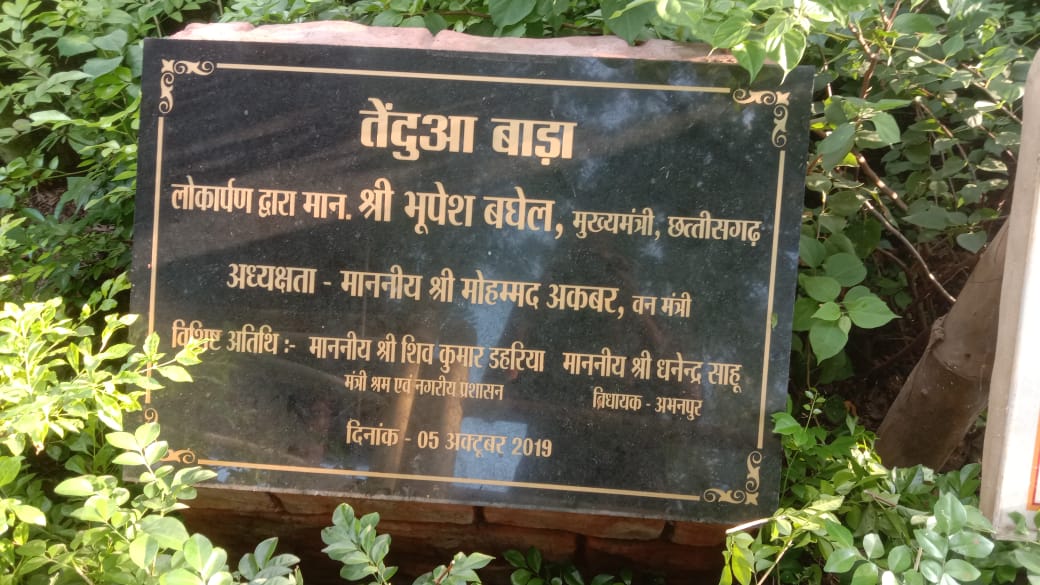 तेंदुआ बाड़ा
लोकार्पण द्वारा मान. श्री भूपेश बघेल, मुख्यमंत्री, छत्तीसगढ़
अध्यक्षता - माननीय श्री मोहम्मद अकबर, वन मंत्री
विशिष्ट अतिथि :- माननीय श्री शिव कुमार डहरिया माननीय श्री धनेन्द्र साहू
मंत्री श्रम एवं नगरीय प्रशासन विधायक - अभनपुर
दिनांक - 05 अक्टूबर 2019